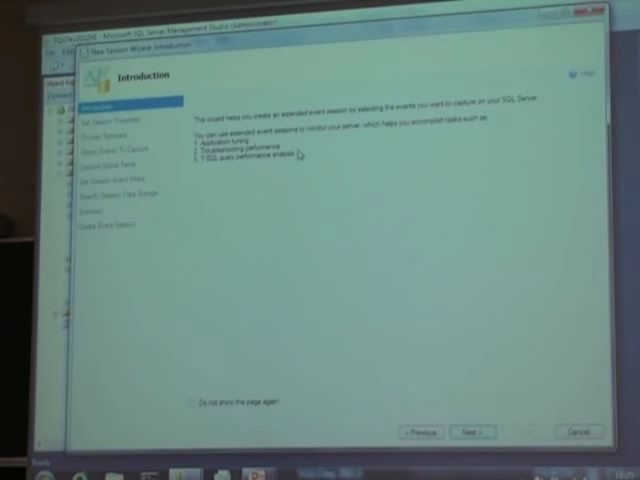 Microsoft SQL Server Management Studio (Administrator)
New Session Wizard: Introduction
Introduction
Help
Introduction
Set Session Properties
Choose Template
Select Events To Capture
Capture Global Fields
Set Session Event Filters
Specify Session Data Storage
Summary
Create Event Session
This wizard helps you create an extended event session by selecting the events you want to capture on your SQL Server.
You can use extended event sessions to monitor your server, which helps you accomplish tasks such as:
1. Application tuning
2. Troubleshooting performance
3. T-SQL query performance analysis
Do not show this page again
< Previous
Next >
Cancel
Ready